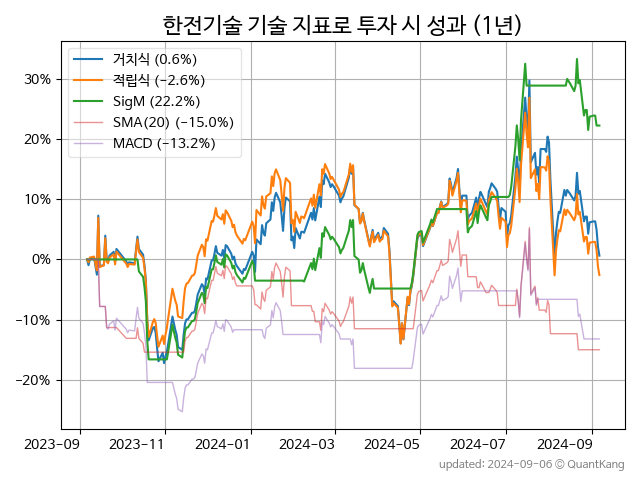 한전기술 기술 지표로 투자 시 성과 (1년)
거치식 (0.6%)
적립식 (−2.6%)
SigM (22.2%)
SMA(20) (−15.0%)
MACD (−13.2%)
30%
20%
10%
0%
−10%
−20%
2023-09
2023-11
2024-01
2024-03
2024-05
2024-07
2024-09
updated: 2024-09-06 © QuantKang